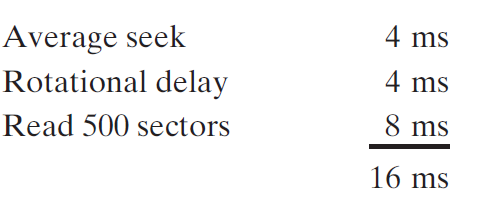 Average seek 4 ms
Rotational delay 4 ms
Read 500 sectors 8 ms
16 ms